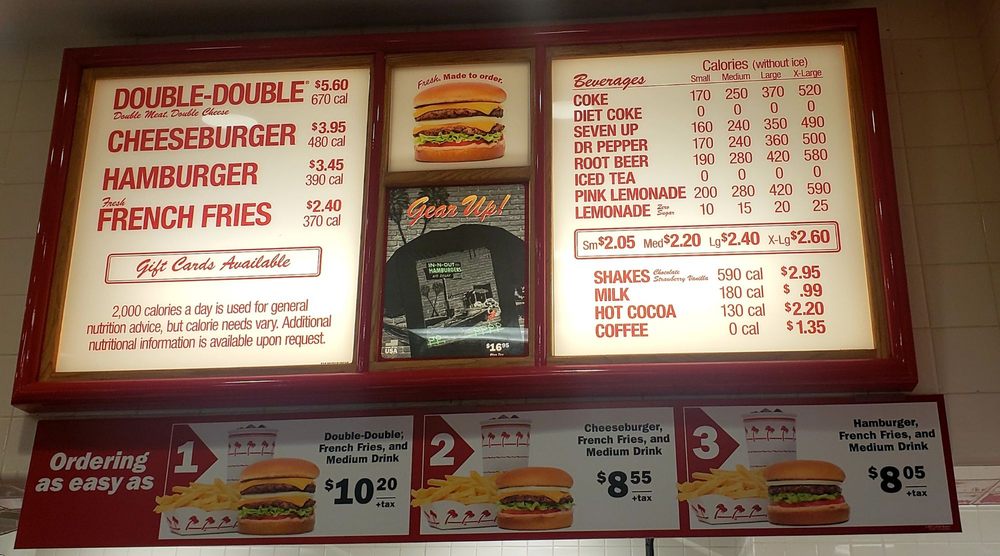 DOUBLE-DOUBLE® $5.60
Double Meat, Double Cheese 670 cal
CHEESEBURGER $3.95
480 cal
HAMBURGER $3.45
390 cal
Fresh
FRENCH FRIES $2.40
370 cal
Gift Cards Available
2,000 calories a day is used for general
nutrition advice, but calorie needs vary. Additional
nutritional information is available upon request.
Fresh. Made to order.
Gear Up!
IN-N-OUT
HAMBURGERS
USA
$16.95
Beverages
Calories (without ice)
Small Medium Large X-Large
COKE 170 250 370 520
DIET COKE 0 0 0 0
SEVEN UP 160 240 350 490
DR PEPPER 170 240 360 500
ROOT BEER 190 280 420 580
ICED TEA 0 0 0 0
PINK LEMONADE 200 280 420 590
LEMONADE Zero Sugar 10 15 20 25
Sm $2.05 Med $2.20 Lg $2.40 X-Lg $2.60
SHAKES Chocolate Strawberry Vanilla 590 cal $2.95
MILK 180 cal $ .99
HOT COCOA 130 cal $2.20
COFFEE 0 cal $1.35
Ordering
as easy as
1
Double-Double,®
French Fries, and
Medium Drink
$10.20
+tax
2
Cheeseburger,
French Fries, and
Medium Drink
$8.55
+tax
3
Hamburger,
French Fries, and
Medium Drink
$8.05
+tax